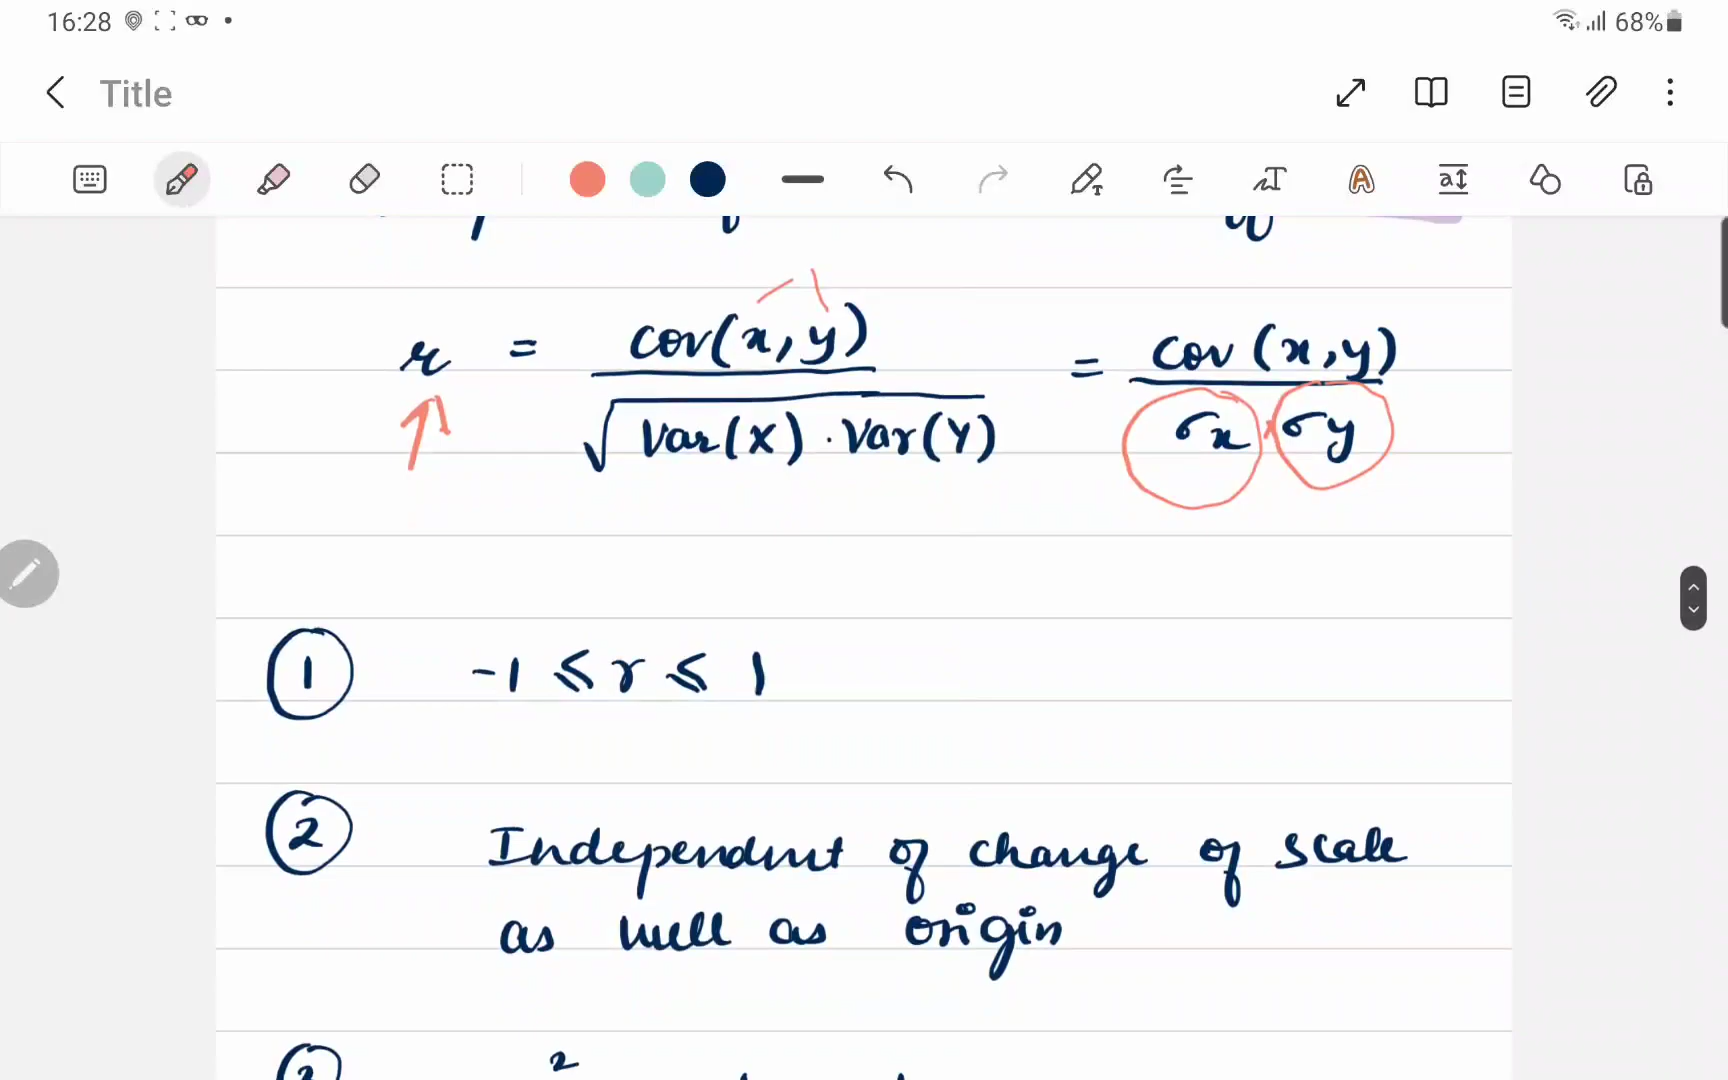 16:28 68%
Title
r = cov(x, y) / √(Var(X) · Var(Y)) = cov(x, y) / σx σy
1 -1 ≤ r ≤ 1
2 Independent of change of scale
as well as origin
2